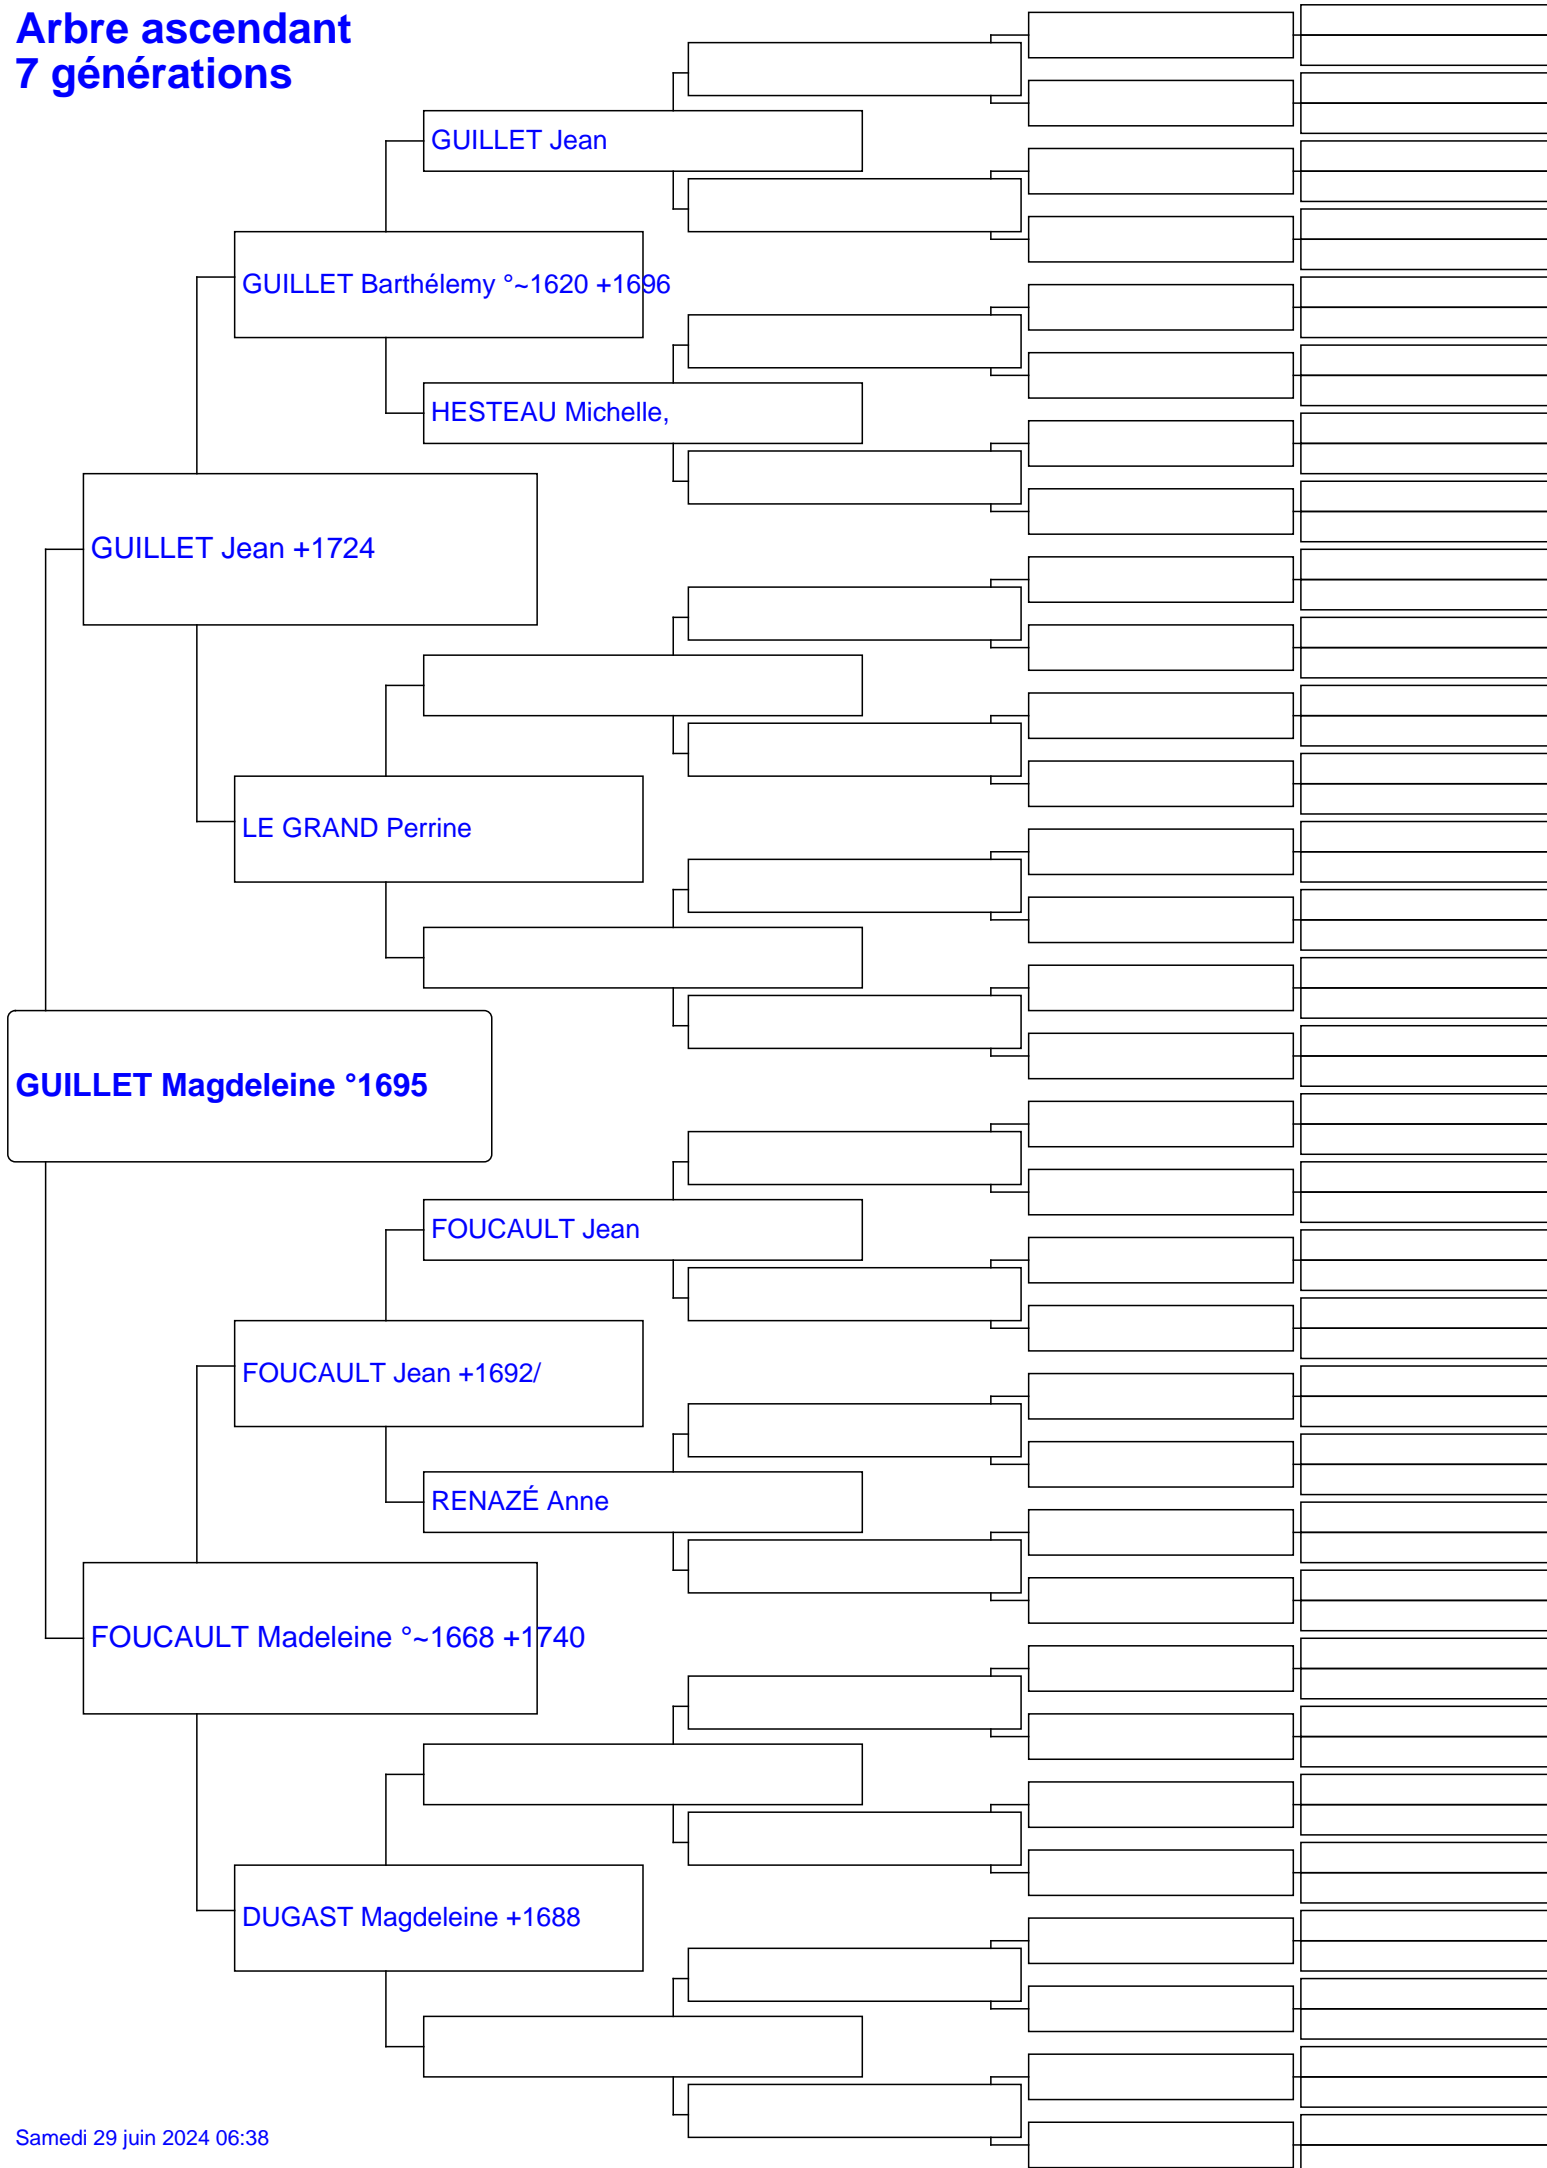 Arbre ascendant
7 générations
GUILLET Jean
GUILLET Barthélemy °~1620 +1696
HESTEAU Michelle,
GUILLET Jean +1724
LE GRAND Perrine
GUILLET Magdeleine °1695
FOUCAULT Jean
FOUCAULT Jean +1692/
RENAZÉ Anne
FOUCAULT Madeleine °~1668 +1740
DUGAST Magdeleine +1688
Samedi 29 juin 2024 06:38